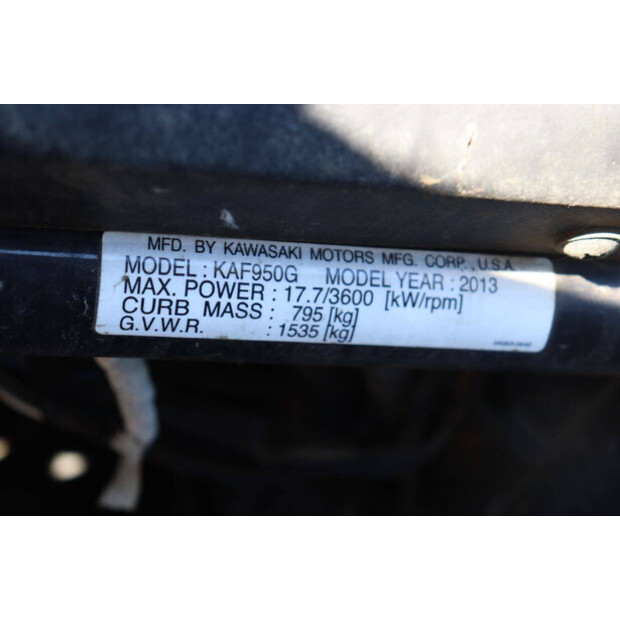 MFD. BY KAWASAKI MOTORS MFG. CORP., U.S.A.
MODEL : KAF950G MODEL YEAR : 2013
MAX. POWER : 17.7/3600 [kW/rpm]
CURB MASS : 795 [kg]
G.V.W.R. : 1535 [kg]